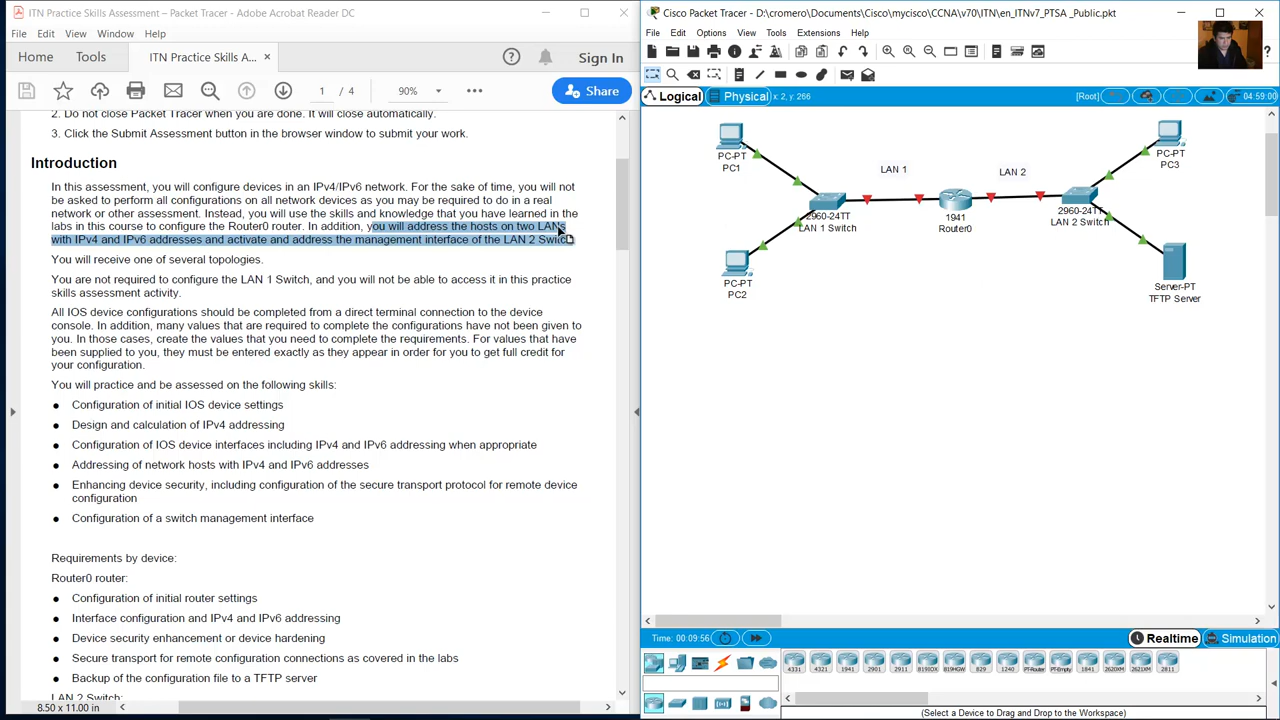 ITN Practice Skills Assessment – Packet Tracer - Adobe Acrobat Reader DC
File Edit View Window Help
Home Tools ITN Practice Skills A... × Sign In
1 / 4 90% Share
2. Do not close Packet Tracer when you are done. It will close automatically.
3. Click the Submit Assessment button in the browser window to submit your work.
Introduction
In this assessment, you will configure devices in an IPv4/IPv6 network. For the sake of time, you will not
be asked to perform all configurations on all network devices as you may be required to do in a real
network or other assessment. Instead, you will use the skills and knowledge that you have learned in the
labs in this course to configure the Router0 router. In addition, you will address the hosts on two LANs
with IPv4 and IPv6 addresses and activate and address the management interface of the LAN 2 Switch
You will receive one of several topologies.
You are not required to configure the LAN 1 Switch, and you will not be able to access it in this practice
skills assessment activity.
All IOS device configurations should be completed from a direct terminal connection to the device
console. In addition, many values that are required to complete the configurations have not been given to
you. In those cases, create the values that you need to complete the requirements. For values that have
been supplied to you, they must be entered exactly as they appear in order for you to get full credit for
your configuration.
You will practice and be assessed on the following skills:
● Configuration of initial IOS device settings
● Design and calculation of IPv4 addressing
● Configuration of IOS device interfaces including IPv4 and IPv6 addressing when appropriate
● Addressing of network hosts with IPv4 and IPv6 addresses
● Enhancing device security, including configuration of the secure transport protocol for remote device
configuration
● Configuration of a switch management interface
Requirements by device:
Router0 router:
● Configuration of initial router settings
● Interface configuration and IPv4 and IPv6 addressing
● Device security enhancement or device hardening
● Secure transport for remote configuration connections as covered in the labs
● Backup of the configuration file to a TFTP server
LAN 2 Switch:
Cisco Packet Tracer - D:\cromero\Documents\Cisco\mycisco\CCNA\v70\ITN\en_ITNv7_PTSA _Public.pkt
File Edit Options View Tools Extensions Help
Logical Physical x: 2, y: 266 [Root] 04:59:00
PC-PT
PC1
LAN 1
LAN 2
PC-PT
PC3
2960-24TT
LAN 1 Switch
1941
Router0
2960-24TT
LAN 2 Switch
PC-PT
PC2
Server-PT
TFTP Server
Time: 00:09:56 Realtime Simulation
4331 4321 1941 2901 2911 819IOX 819HGW 829 1240 PT-Router PT-Empty 1841 2620XM 2621XM 2811
(Select a Device to Drag and Drop to the Workspace)